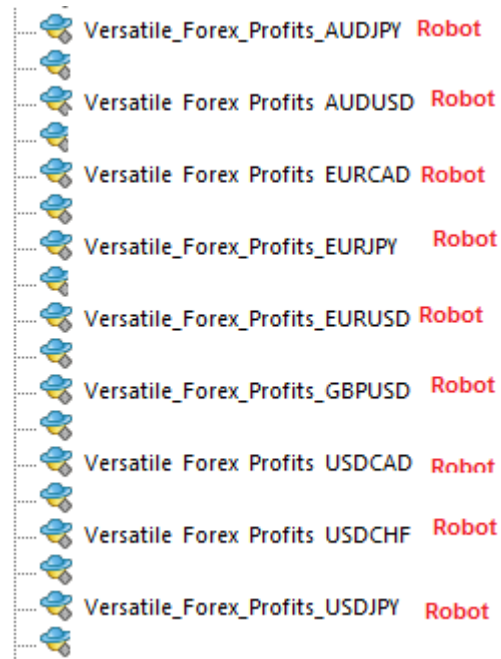 Versatile_Forex_Profits_AUDJPY Robot
Versatile Forex Profits AUDUSD Robot
Versatile Forex Profits EURCAD Robot
Versatile_Forex_Profits_EURJPY Robot
Versatile_Forex_Profits_EURUSD Robot
Versatile_Forex_Profits_GBPUSD Robot
Versatile Forex Profits USDCAD Robot
Versatile Forex Profits USDCHF Robot
Versatile_Forex_Profits_USDJPY Robot